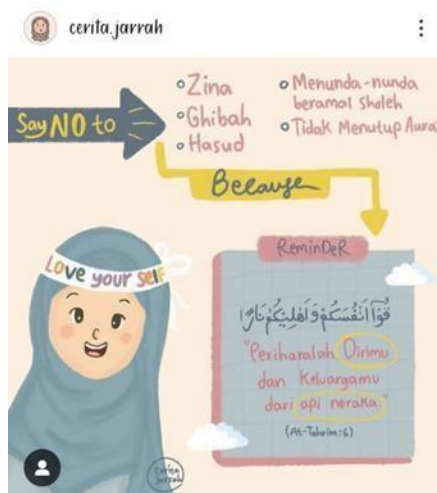 cerita.jarrah
Say NO to
Zina
Ghibah
Hasud
Menunda-nunda
beramal sholeh
Tidak Menutup Aurat
Because
ReminDeR
Love your self
قُوْٓا اَنْفُسَكُمْ وَاَهْلِيْكُمْ نَارًا
"Periharalah Dirimu
dan Keluargamu
dari api neraka."
(At-Tahrim:6)
cerita
jarrah